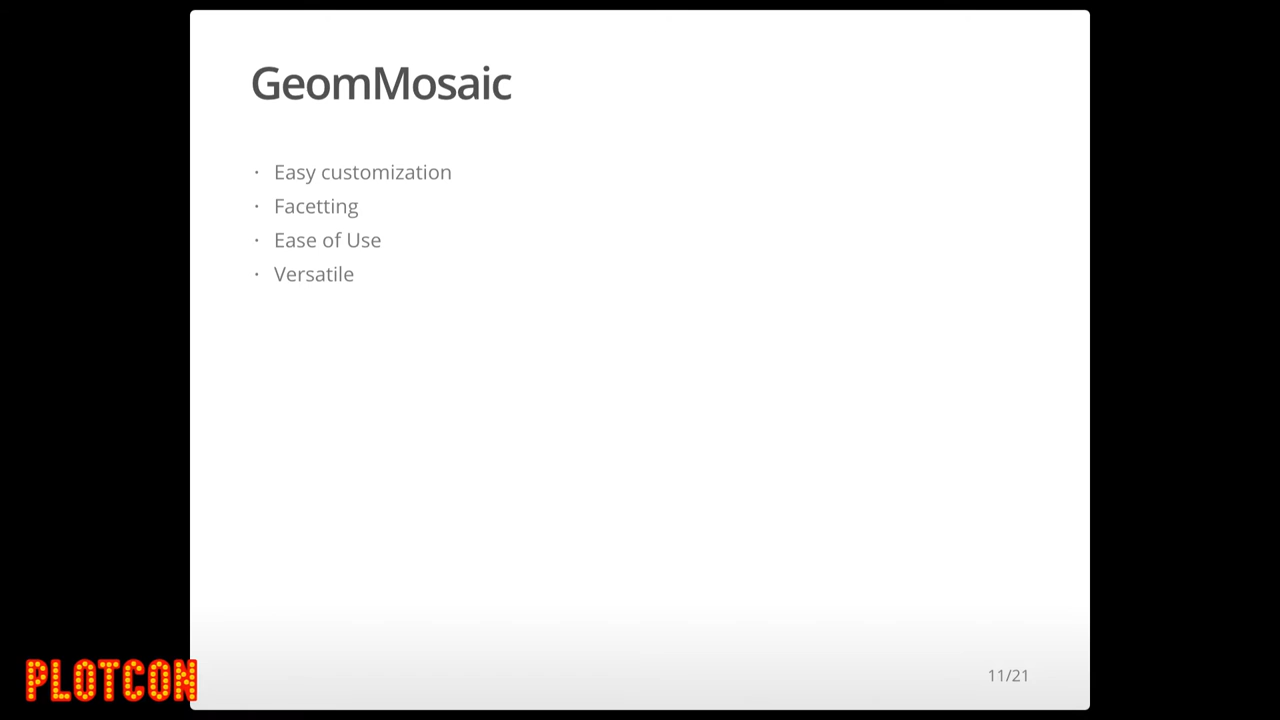 GeomMosaic
· Easy customization
· Facetting
· Ease of Use
· Versatile
11/21
PLOTCON